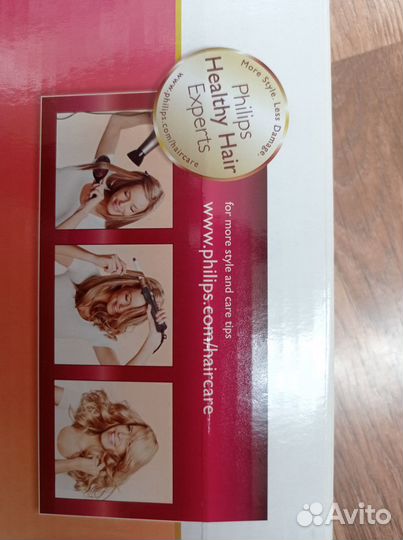 More Style. Less Damage.
Philips
Healthy Hair
Experts
www.philips.com/haircare
for more style and care tips
www.philips.com/haircare
Avito